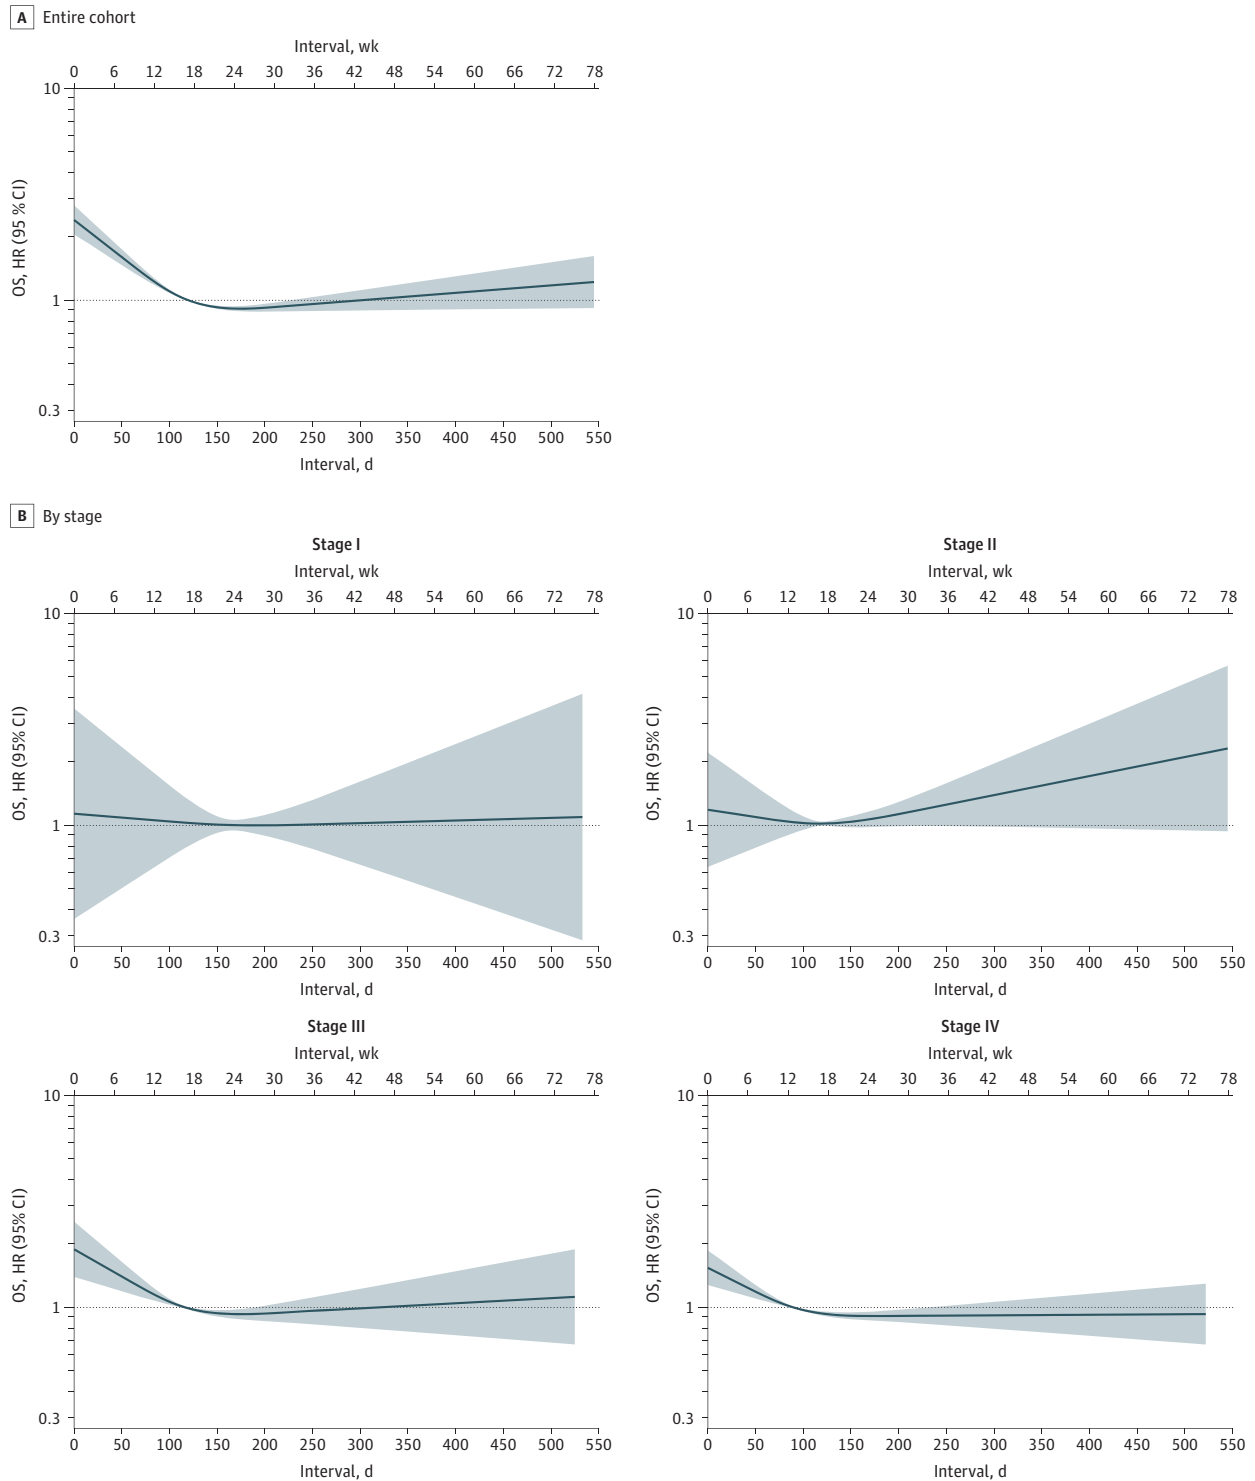 A Entire cohort
Interval, wk
0 6 12 18 24 30 36 42 48 54 60 66 72 78
10
1
0.3
OS, HR (95 % CI)
0 50 100 150 200 250 300 350 400 450 500 550
Interval, d
B By stage
Stage I
Interval, wk
0 6 12 18 24 30 36 42 48 54 60 66 72 78
10
1
0.3
OS, HR (95% CI)
0 50 100 150 200 250 300 350 400 450 500 550
Interval, d
Stage II
Interval, wk
0 6 12 18 24 30 36 42 48 54 60 66 72 78
10
1
0.3
OS, HR (95% CI)
0 50 100 150 200 250 300 350 400 450 500 550
Interval, d
Stage III
Interval, wk
0 6 12 18 24 30 36 42 48 54 60 66 72 78
10
1
0.3
OS, HR (95% CI)
0 50 100 150 200 250 300 350 400 450 500 550
Interval, d
Stage IV
Interval, wk
0 6 12 18 24 30 36 42 48 54 60 66 72 78
10
1
0.3
OS, HR (95% CI)
0 50 100 150 200 250 300 350 400 450 500 550
Interval, d